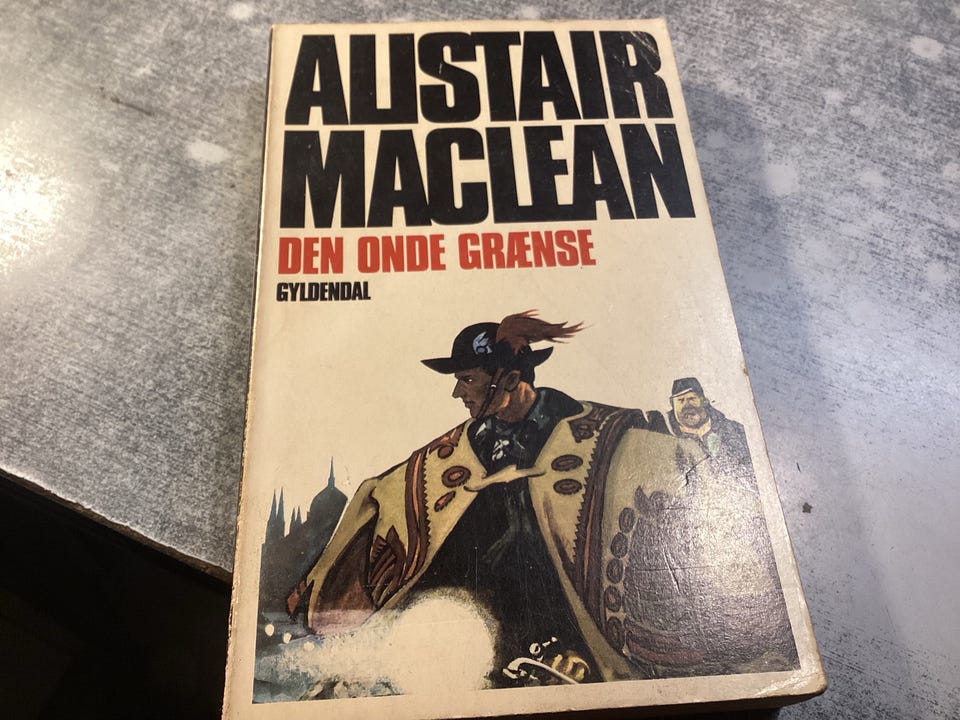 ALISTAIR
MACLEAN
DEN ONDE GRÆNSE
GYLDENDAL